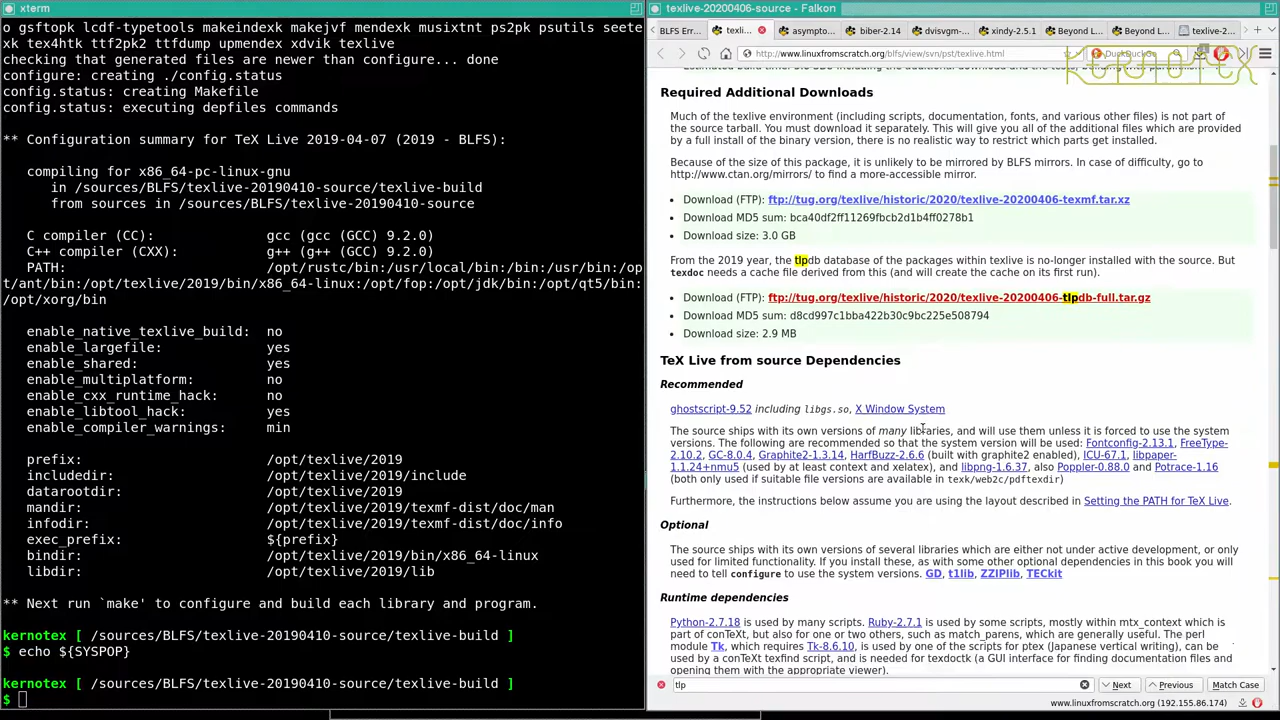 xterm
o gsftopk lcdf-typetools makeindexk makejvf mendexk musixtnt ps2pk psutils seete
xk tex4htk ttf2pk2 ttfdump upmendex xdvik texlive
checking that generated files are newer than configure... done
configure: creating ./config.status
config.status: creating Makefile
config.status: executing depfiles commands
** Configuration summary for TeX Live 2019-04-07 (2019 - BLFS):
compiling for x86_64-pc-linux-gnu
in /sources/BLFS/texlive-20190410-source/texlive-build
from sources in /sources/BLFS/texlive-20190410-source
C compiler (CC): gcc (gcc (GCC) 9.2.0)
C++ compiler (CXX): g++ (g++ (GCC) 9.2.0)
PATH: /opt/rustc/bin:/usr/local/bin:/bin:/usr/bin:/op
t/ant/bin:/opt/texlive/2019/bin/x86_64-linux:/opt/fop:/opt/jdk/bin:/opt/qt5/bin:
/opt/xorg/bin
enable_native_texlive_build: no
enable_largefile: yes
enable_shared: yes
enable_multiplatform: no
enable_cxx_runtime_hack: no
enable_libtool_hack: yes
enable_compiler_warnings: min
prefix: /opt/texlive/2019
includedir: /opt/texlive/2019/include
datarootdir: /opt/texlive/2019
mandir: /opt/texlive/2019/texmf-dist/doc/man
infodir: /opt/texlive/2019/texmf-dist/doc/info
exec_prefix: ${prefix}
bindir: /opt/texlive/2019/bin/x86_64-linux
libdir: /opt/texlive/2019/lib
** Next run `make' to configure and build each library and program.
kernotex [ /sources/BLFS/texlive-20190410-source/texlive-build ]
$ echo ${SYSPOP}
kernotex [ /sources/BLFS/texlive-20190410-source/texlive-build ]
$
texlive-20200406-source - Falkon
BLFS Err... texli... asympto... biber-2.14 dvisvgm-... xindy-2.5.1 Beyond L... Beyond L... texlive-2...
http://www.linuxfromscratch.org/blfs/view/svn/pst/texlive.html DuckDuckGo
KERNOTEX
Required Additional Downloads
Much of the texlive environment (including scripts, documentation, fonts, and various other files) is not part of
the source tarball. You must download it separately. This will give you all of the additional files which are provided
by a full install of the binary version, there is no realistic way to restrict which parts get installed.
Because of the size of this package, it is unlikely to be mirrored by BLFS mirrors. In case of difficulty, go to
http://www.ctan.org/mirrors/ to find a more-accessible mirror.
• Download (FTP): ftp://tug.org/texlive/historic/2020/texlive-20200406-texmf.tar.xz
• Download MD5 sum: bca40df2ff11269fbcb2d1b4ff0278b1
• Download size: 3.0 GB
From the 2019 year, the tlpdb database of the packages within texlive is no-longer installed with the source. But
texdoc needs a cache file derived from this (and will create the cache on its first run).
• Download (FTP): ftp://tug.org/texlive/historic/2020/texlive-20200406-tlpdb-full.tar.gz
• Download MD5 sum: d8cd997c1bba422b30c9bc225e508794
• Download size: 2.9 MB
TeX Live from source Dependencies
Recommended
ghostscript-9.52 including libgs.so, X Window System
The source ships with its own versions of many libraries, and will use them unless it is forced to use the system
versions. The following are recommended so that the system version will be used: Fontconfig-2.13.1, FreeType-
2.10.2, GC-8.0.4, Graphite2-1.3.14, HarfBuzz-2.6.6 (built with graphite2 enabled), ICU-67.1, libpaper-
1.1.24+nmu5 (used by at least context and xelatex), and libpng-1.6.37, also Poppler-0.88.0 and Potrace-1.16
(both only used if suitable file versions are available in texk/web2c/pdftexdir)
Furthermore, the instructions below assume you are using the layout described in Setting the PATH for TeX Live.
Optional
The source ships with its own versions of several libraries which are either not under active development, or only
used for limited functionality. If you install these, as with some other optional dependencies in this book you will
need to tell configure to use the system versions. GD, t1lib, ZZIPlib, TECkit
Runtime dependencies
Python-2.7.18 is used by many scripts. Ruby-2.7.1 is used by some scripts, mostly within mtx_context which is
part of conTeXt, but also for one or two others, such as match_parens, which are generally useful. The perl
module Tk, which requires Tk-8.6.10, is used by one of the scripts for ptex (Japanese vertical writing), can be
used by a conTeXt texfind script, and is needed for texdoctk (a GUI interface for finding documentation files and
opening them with the appropriate viewer).
tlp Next Previous Match Case
www.linuxfromscratch.org (192.155.86.174)